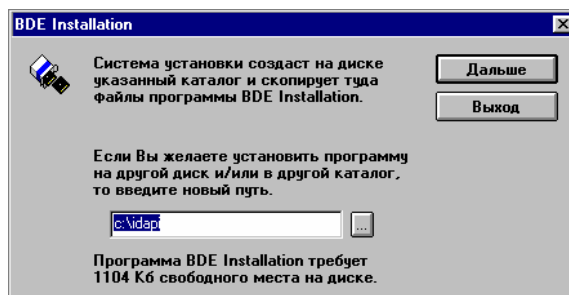 BDE Installation
Система установки создаст на диске
указанный каталог и скопирует туда
файлы программы BDE Installation.
Дальше
Выход
Если Вы желаете установить программу
на другой диск и/или в другой каталог,
то введите новый путь.
c:\idapi
...
Программа BDE Installation требует
1104 Кб свободного места на диске.